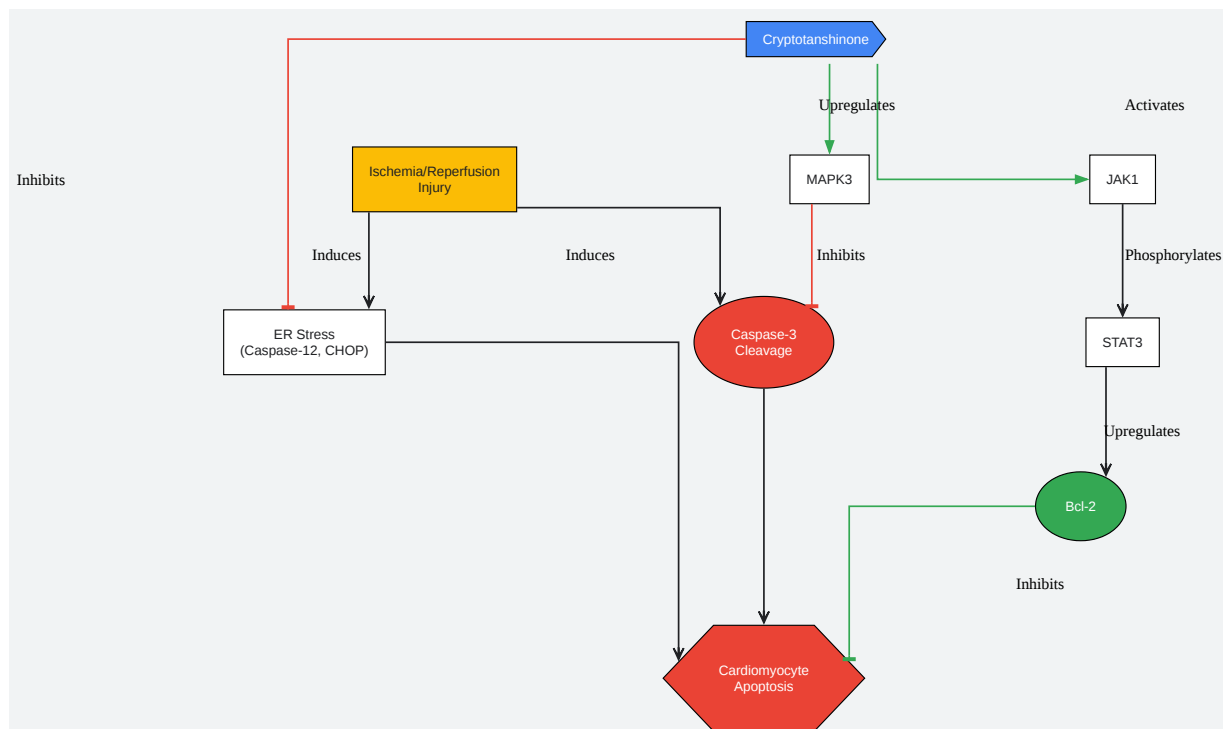 Cryptotanshinone
Upregulates
Activates
Ischemia/Reperfusion
Injury
Inhibits
MAPK3
JAK1
Induces
Induces
Inhibits
Phosphorylates
ER Stress
(Caspase-12, CHOP)
Caspase-3
Cleavage
STAT3
Upregulates
Bcl-2
Inhibits
Cardiomyocyte
Apoptosis